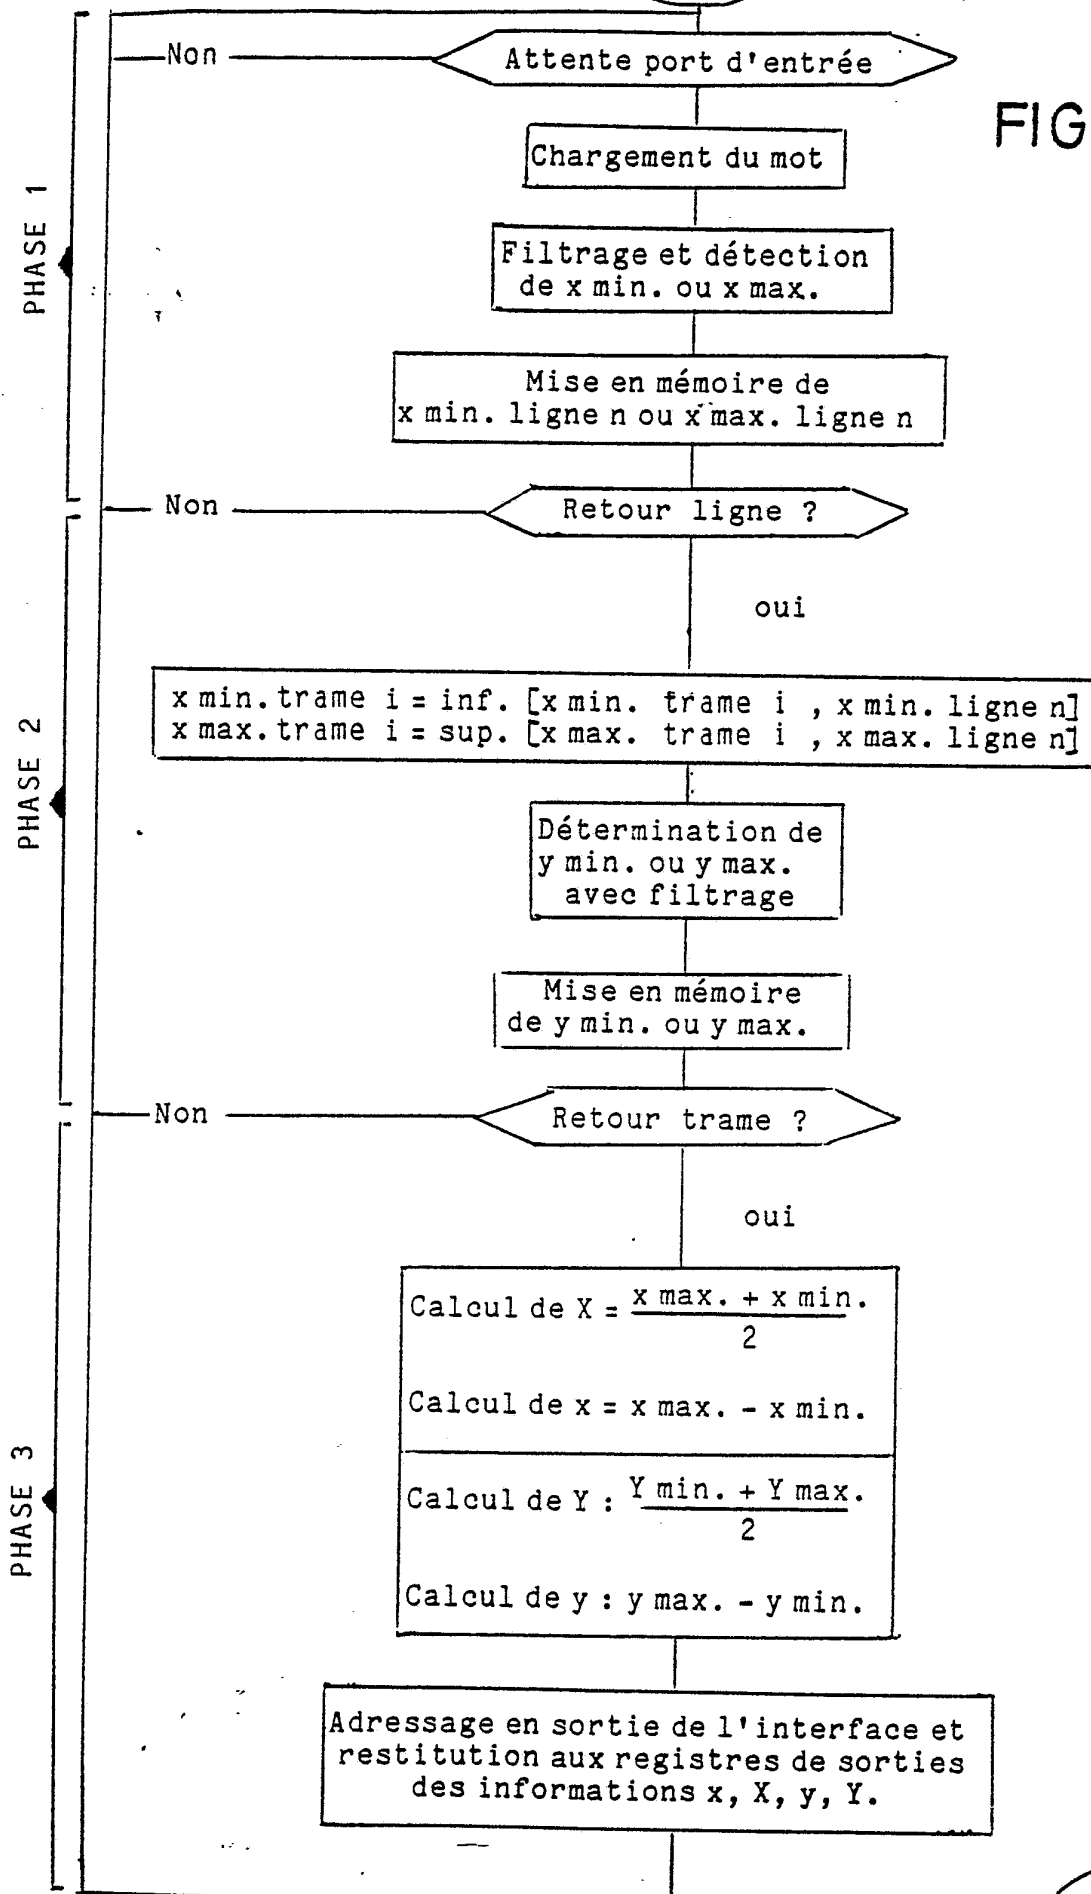 Non
Attente port d'entrée
FIG
Chargement du mot
PHASE 1
Filtrage et détection
de x min. ou x max.
Mise en mémoire de
x min. ligne n ou x max. ligne n
Non
Retour ligne ?
oui
x min. trame i = inf. [x min. trame i , x min. ligne n]
x max. trame i = sup. [x max. trame i , x max. ligne n]
PHASE 2
Détermination de
y min. ou y max.
avec filtrage
Mise en mémoire
de y min. ou y max.
Non
Retour trame ?
oui
Calcul de X = x max. + x min.
2
Calcul de x = x max. - x min.
PHASE 3
Calcul de Y : Y min. + Y max.
2
Calcul de y : y max. - y min.
Adressage en sortie de l'interface et
restitution aux registres de sorties
des informations x, X, y, Y.